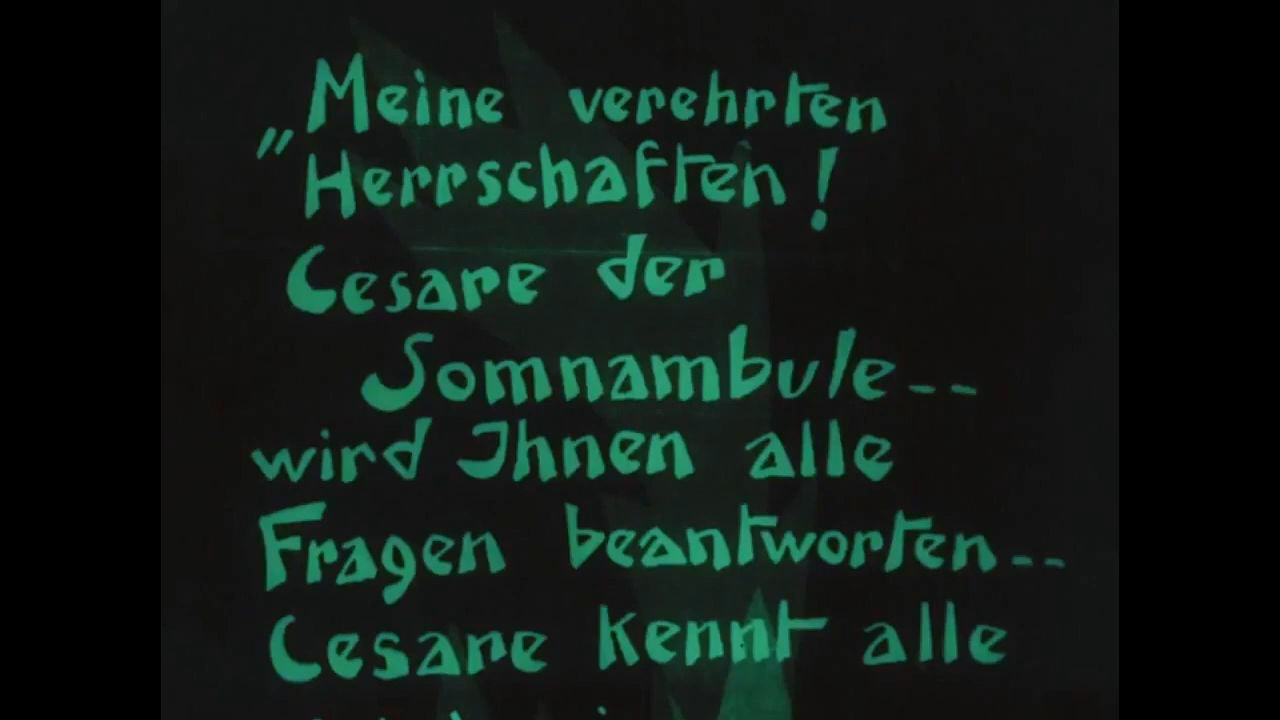 „Meine verehrten
Herrschaften!
Cesare der
Somnambule--
wird Ihnen alle
Fragen beantworten--
Cesare kennt alle